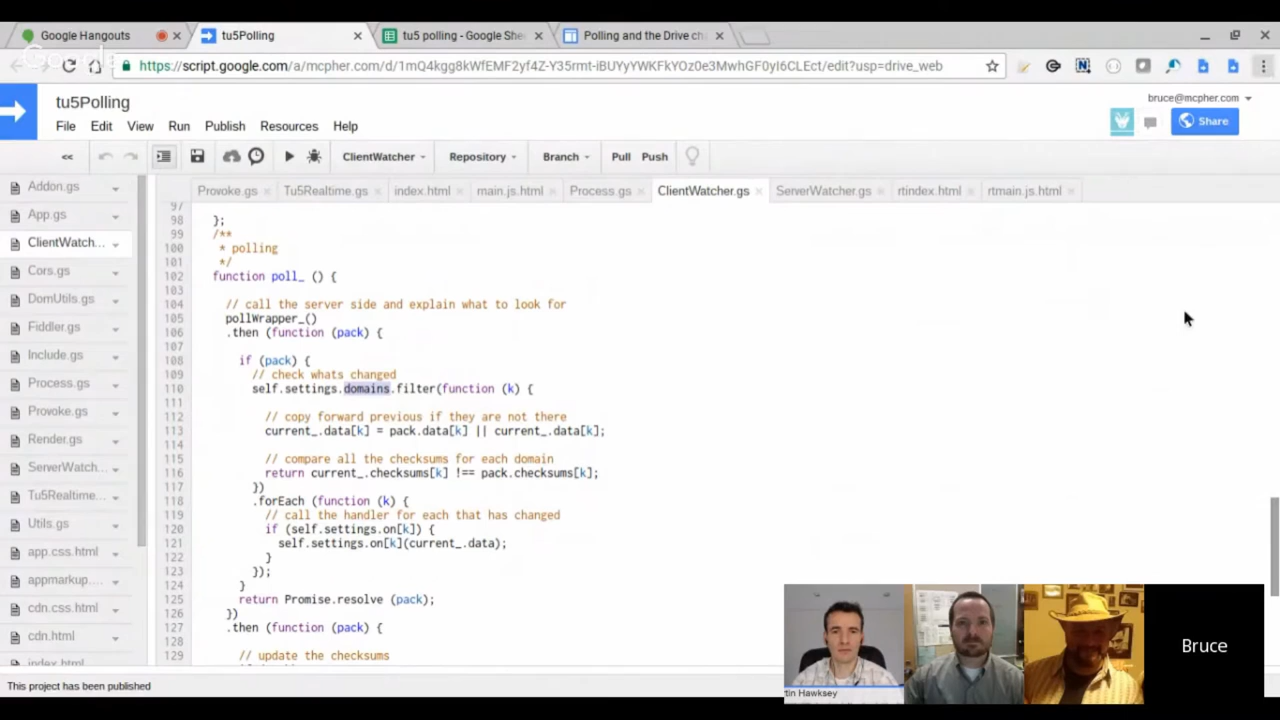 Google Hangouts
tu5Polling
tu5 polling - Google She
Polling and the Drive ch
https://script.google.com/a/mcpher.com/d/1mQ4kgg8kWfEMF2yf4Z-Y35rmt-iBUYyYWKFkYOz0e3MwhGF0yI6CLEct/edit?usp=drive_web
tu5Polling
bruce@mcpher.com
File Edit View Run Publish Resources Help
Share
ClientWatcher Repository Branch Pull Push
Addon.gs
App.gs
ClientWatch...
Cors.gs
DomUtils.gs
Fiddler.gs
Include.gs
Process.gs
Provoke.gs
Render.gs
ServerWatch...
Tu5Realtime...
Utils.gs
app.css.html
appmarkup....
cdn.css.html
cdn.html
index.html
Provoke.gs Tu5Realtime.gs index.html main.js.html Process.gs ClientWatcher.gs ServerWatcher.gs rtindex.html rtmain.js.html
97
98 };
99 /**
100 * polling
101 */
102 function poll_ () {
103
104 // call the server side and explain what to look for
105 pollWrapper_()
106 .then (function (pack) {
107
108 if (pack) {
109 // check whats changed
110 self.settings.domains.filter(function (k) {
111
112 // copy forward previous if they are not there
113 current_.data[k] = pack.data[k] || current_.data[k];
114
115 // compare all the checksums for each domain
116 return current_.checksums[k] !== pack.checksums[k];
117 })
118 .forEach (function (k) {
119 // call the handler for each that has changed
120 if (self.settings.on[k]) {
121 self.settings.on[k](current_.data);
122 }
123 });
124 }
125 return Promise.resolve (pack);
126 })
127 .then (function (pack) {
128
129 // update the checksums
This project has been published
tin Hawksey
Bruce